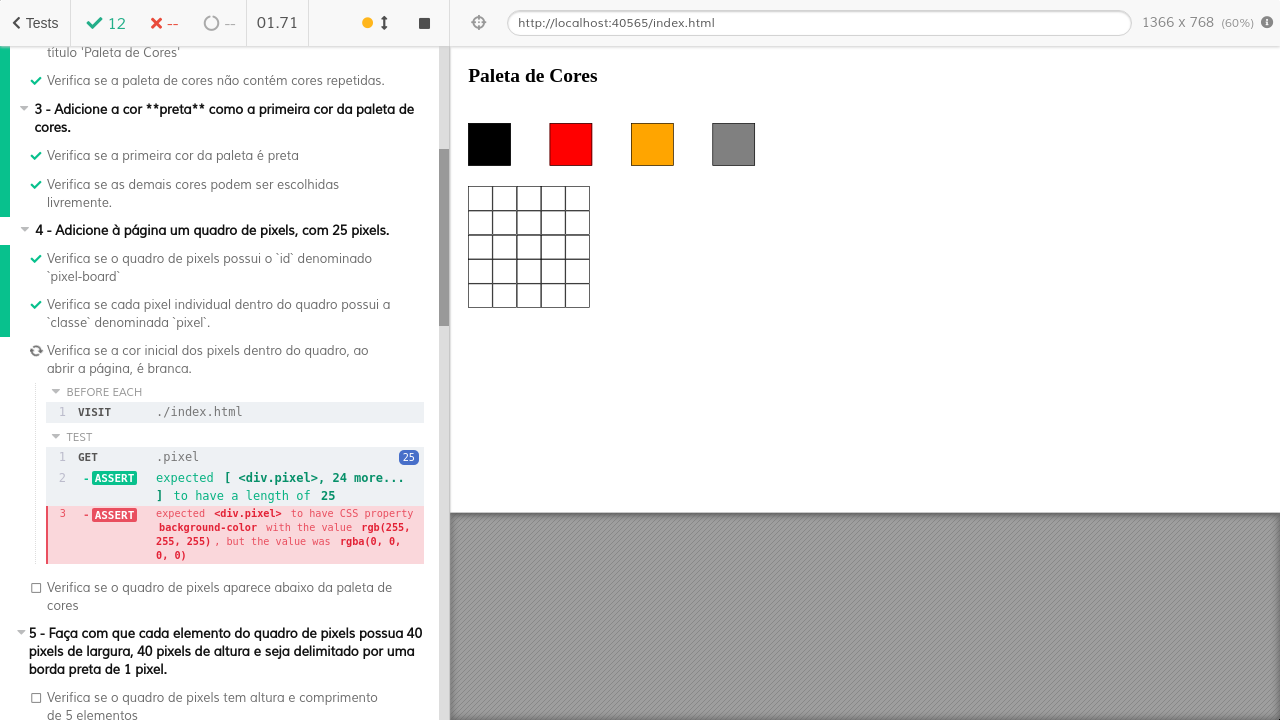 Tests
12
--
--
01.71
http://localhost:40565/index.html
1366 x 768 (60%)
título 'Paleta de Cores'
Verifica se a paleta de cores não contém cores repetidas.
3 - Adicione a cor **preta** como a primeira cor da paleta de
cores.
Verifica se a primeira cor da paleta é preta
Verifica se as demais cores podem ser escolhidas
livremente.
4 - Adicione à página um quadro de pixels, com 25 pixels.
Verifica se o quadro de pixels possui o `id` denominado
`pixel-board`
Verifica se cada pixel individual dentro do quadro possui a
`classe` denominada `pixel`.
Verifica se a cor inicial dos pixels dentro do quadro, ao
abrir a página, é branca.
BEFORE EACH
1 VISIT ./index.html
TEST
1 GET .pixel 25
2 -ASSERT expected [ <div.pixel>, 24 more...
] to have a length of 25
3 -ASSERT expected <div.pixel> to have CSS property
background-color with the value rgb(255,
255, 255), but the value was rgba(0, 0,
0, 0)
Verifica se o quadro de pixels aparece abaixo da paleta de
cores
5 - Faça com que cada elemento do quadro de pixels possua 40
pixels de largura, 40 pixels de altura e seja delimitado por uma
borda preta de 1 pixel.
Verifica se o quadro de pixels tem altura e comprimento
de 5 elementos
Paleta de Cores